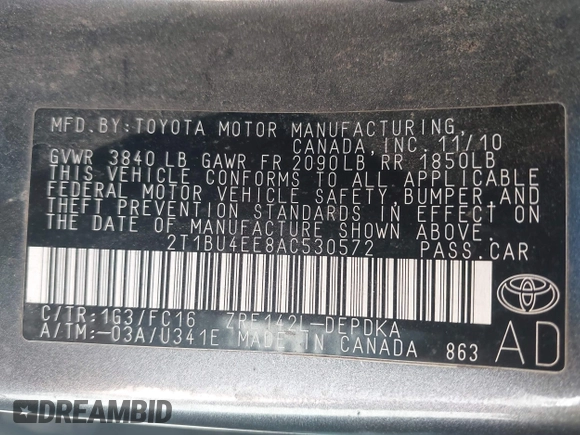 MFD.BY:TOYOTA MOTOR MANUFACTURING,
CANADA,INC. 11/10
GVWR 3840 LB GAWR FR 2090LB,RR 1850LB
THIS VEHICLE CONFORMS TO ALL APPLICABLE
FEDERAL MOTOR VEHICLE SAFETY,BUMPER,AND
THEFT PREVENTION STANDARDS IN EFFECT ON
THE DATE OF MANUFACTURE SHOWN ABOVE.
2T1BU4EE8AC530572 PASS.CAR
C/TR:1G3/FC16 ZRE142L-DEPDKA
A/TM:-03A/U341E MADE IN CANADA 863
AD
DREAMBID